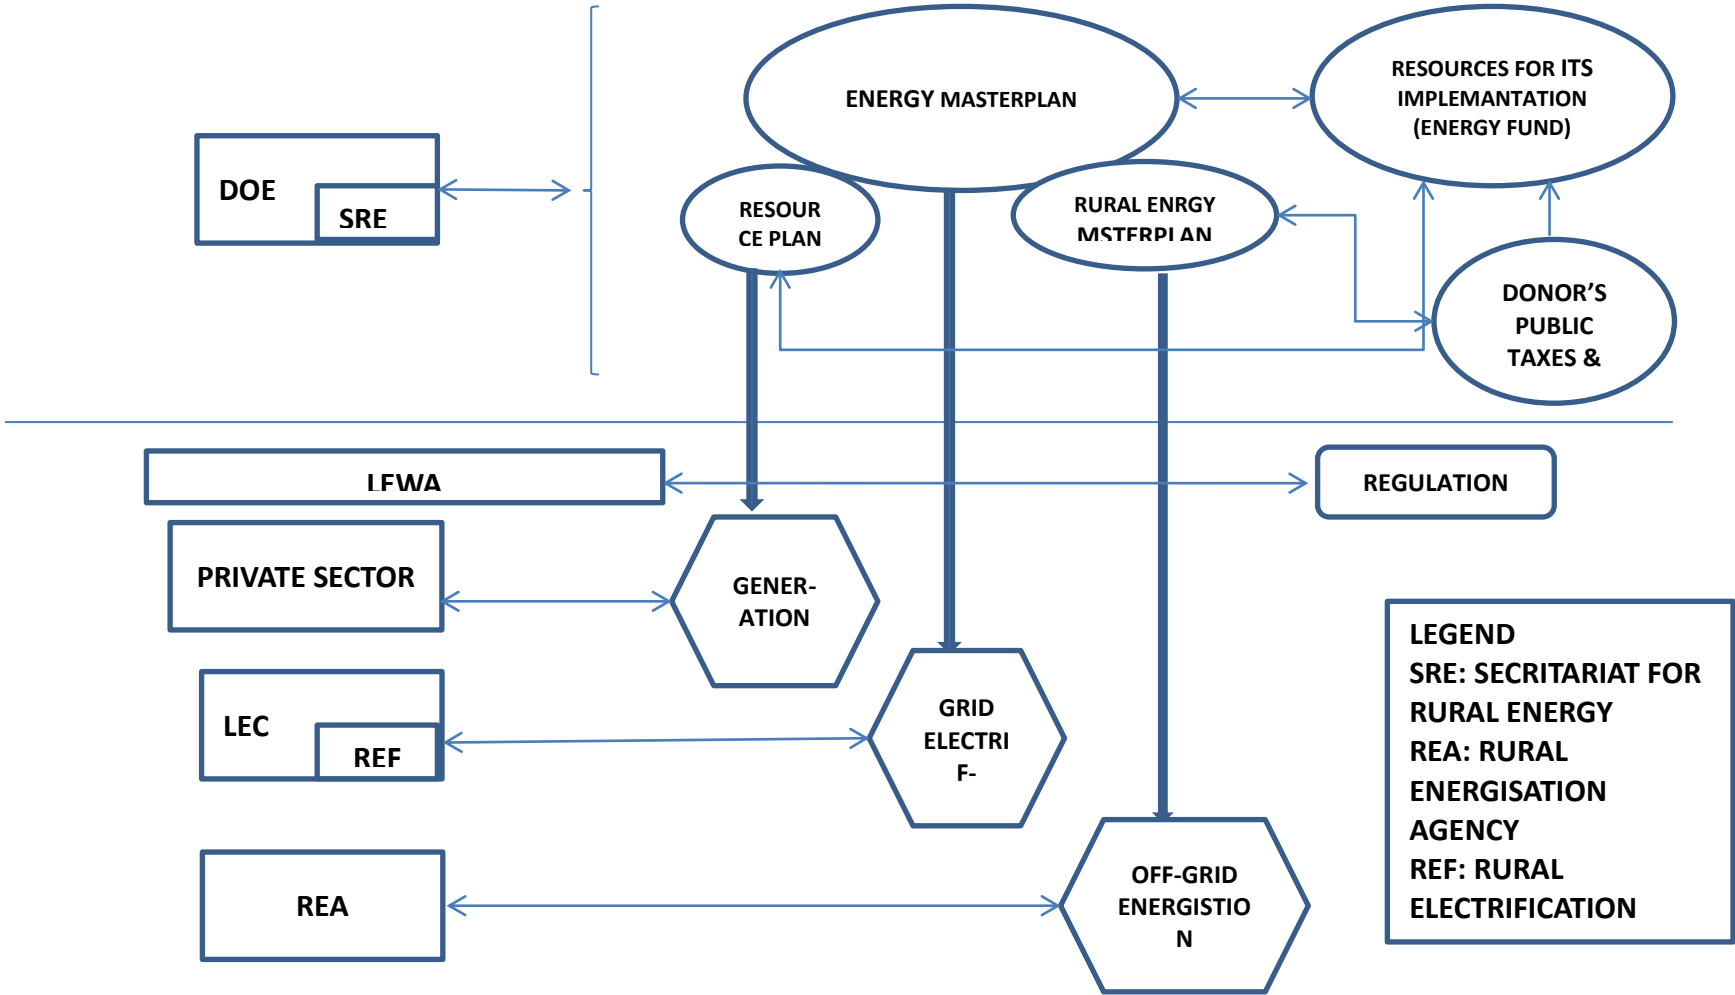 ENERGY MASTERPLAN
RESOURCES FOR ITS
IMPLEMANTATION
(ENERGY FUND)
DOE
SRE
RESOUR
CE PLAN
RURAL ENRGY
MSTERPLAN
DONOR'S
PUBLIC
TAXES &
LEWA
REGULATION
PRIVATE SECTOR
GENER-
ATION
LEC
REF
GRID
ELECTRI
F-
REA
OFF-GRID
ENERGISTIO
N
LEGEND
SRE: SECRITARIAT FOR
RURAL ENERGY
REA: RURAL
ENERGISATION
AGENCY
REF: RURAL
ELECTRIFICATION